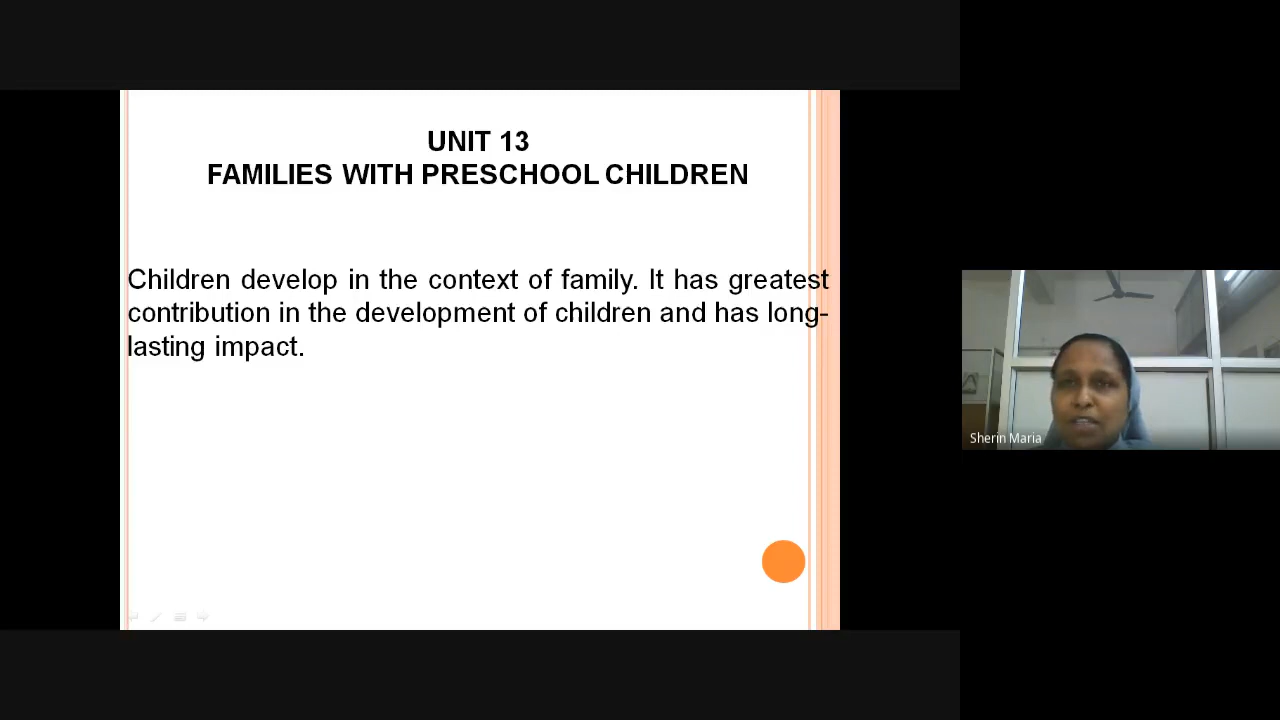 UNIT 13
FAMILIES WITH PRESCHOOL CHILDREN
Children develop in the context of family. It has greatest
contribution in the development of children and has long-
lasting impact.
Sherin Maria